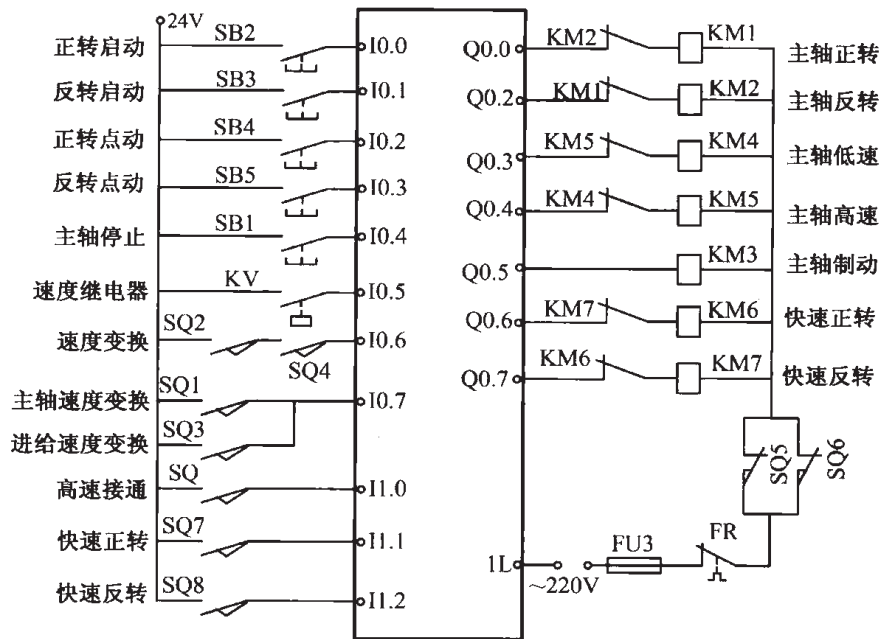 24V
正转启动 SB2 I0.0
反转启动 SB3 I0.1
正转点动 SB4 I0.2
反转点动 SB5 I0.3
主轴停止 SB1 I0.4
速度继电器 KV I0.5
速度变换 SQ2 SQ4 I0.6
主轴速度变换 SQ1 I0.7
进给速度变换 SQ3
高速接通 SQ I1.0
快速正转 SQ7 I1.1
快速反转 SQ8 I1.2
Q0.0 KM2 KM1 主轴正转
Q0.2 KM1 KM2 主轴反转
Q0.3 KM5 KM4 主轴低速
Q0.4 KM4 KM5 主轴高速
Q0.5 KM3 主轴制动
Q0.6 KM7 KM6 快速正转
Q0.7 KM6 KM7 快速反转
SQ5 SQ6
1L ~220V FU3 FR